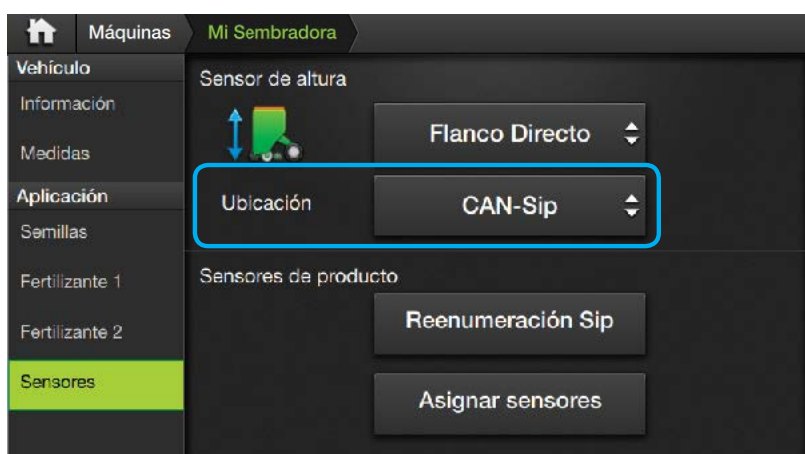 Máquinas
Mi Sembradora
Vehículo
Información
Medidas
Aplicación
Semillas
Fertilizante 1
Fertilizante 2
Sensores
Sensor de altura
Flanco Directo
Ubicación
CAN-Sip
Sensores de producto
Reenumeración Sip
Asignar sensores